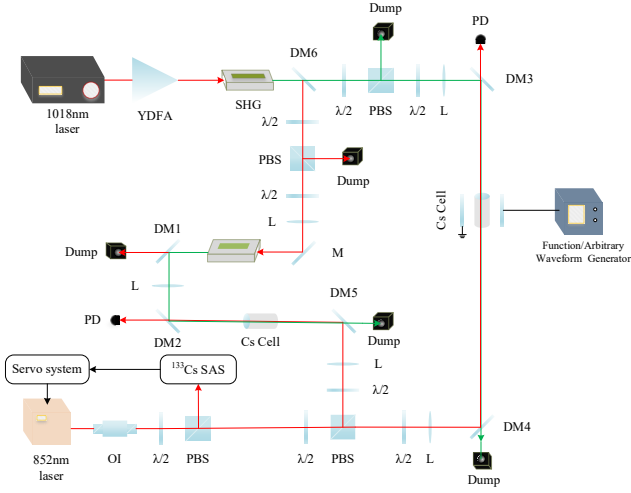 Dump
PD
DM6
DM3
1018nm
laser
YDFA
SHG
λ/2
PBS
λ/2
L
λ/2
PBS
Dump
λ/2
L
M
Cs Cell
Function/Arbitrary
Waveform Generator
DM1
Dump
L
DM5
PD
DM2
Cs Cell
Dump
Servo system
¹³³Cs SAS
L
λ/2
DM4
852nm
laser
OI
λ/2
PBS
λ/2
PBS
λ/2
L
Dump